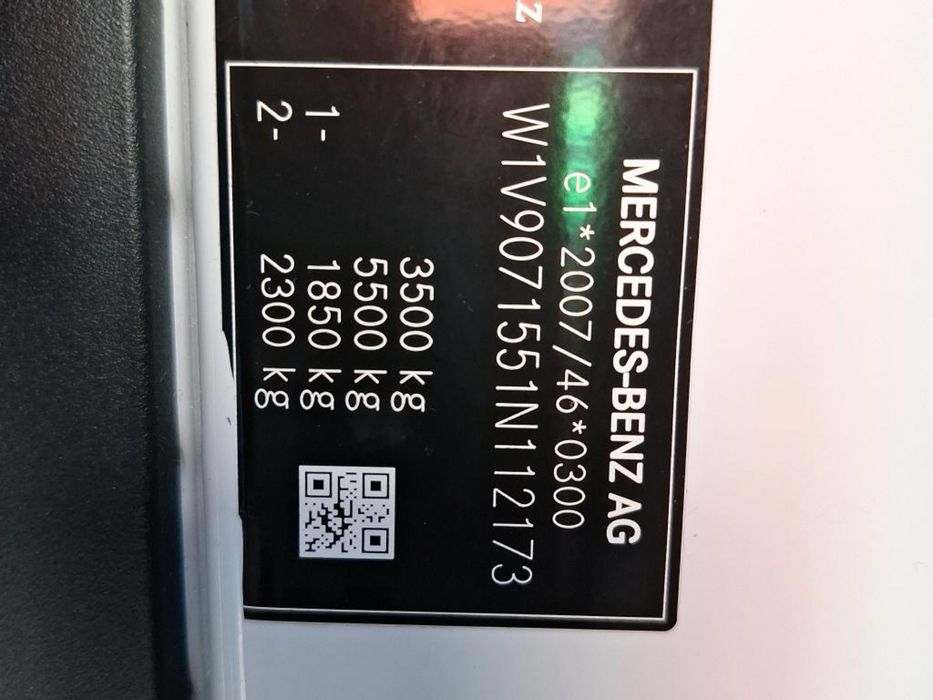 MERCEDES-BENZ AG
e1*2007/46*0300
W1V9071551N112173
3500 kg
5500 kg
1- 1850 kg
2- 2300 kg